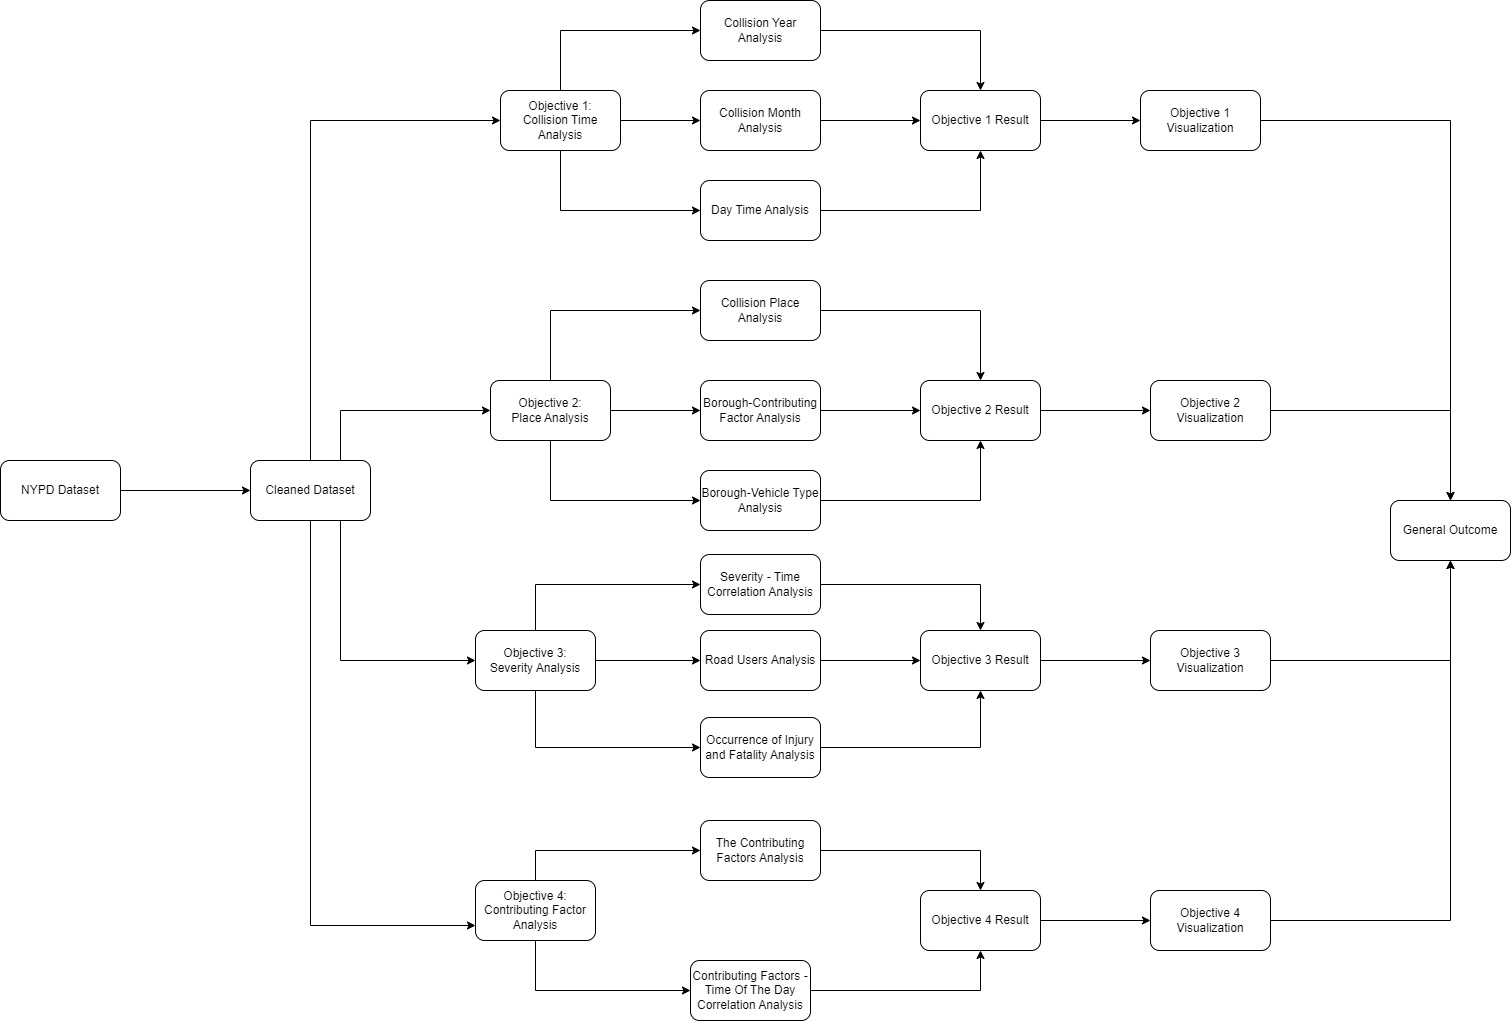 Collision Year
Analysis
Objective 1:
Collision Time
Analysis
Collision Month
Analysis
Objective 1 Result
Objective 1
Visualization
Day Time Analysis
Collision Place
Analysis
Objective 2:
Place Analysis
Borough-Contributing
Factor Analysis
Objective 2 Result
Objective 2
Visualization
NYPD Dataset
Cleaned Dataset
Borough-Vehicle Type
Analysis
General Outcome
Severity - Time
Correlation Analysis
Objective 3:
Severity Analysis
Road Users Analysis
Objective 3 Result
Objective 3
Visualization
Occurrence of Injury
and Fatality Analysis
The Contributing
Factors Analysis
Objective 4:
Contributing Factor
Analysis
Objective 4 Result
Objective 4
Visualization
Contributing Factors -
Time Of The Day
Correlation Analysis